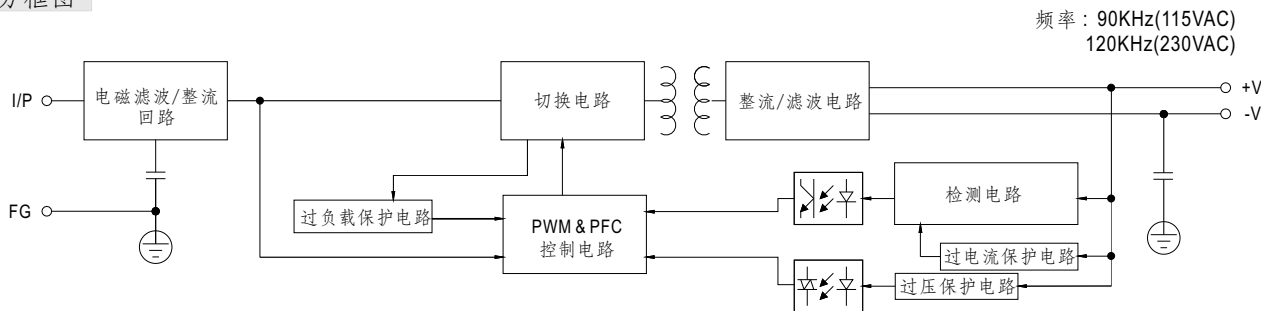 方框图
频率 : 90KHz(115VAC)
120KHz(230VAC)
I/P
电磁滤波/整流
回路
切换电路
整流/滤波电路
+V
-V
FG
过负载保护电路
PWM & PFC
控制电路
检测电路
过电流保护电路
过压保护电路